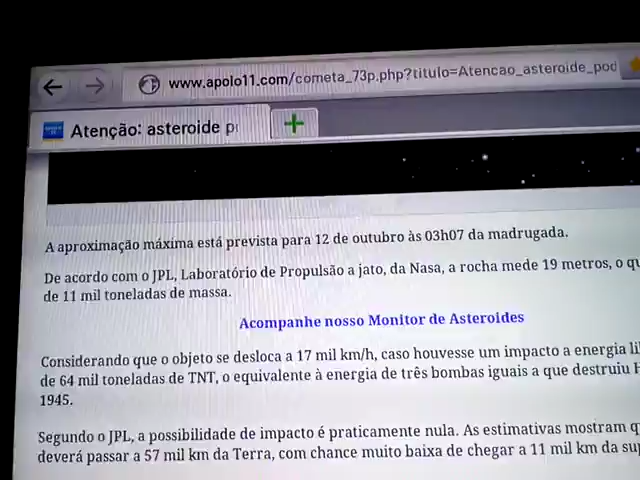 www.apolo11.com/cometa_73p.php?titulo=Atencao_asteroide_pod
Atenção: asteroide p
A aproximação máxima está prevista para 12 de outubro às 03h07 da madrugada.
De acordo com o JPL, Laboratório de Propulsão a jato, da Nasa, a rocha mede 19 metros, o
de 11 mil toneladas de massa.
Acompanhe nosso Monitor de Asteroides
Considerando que o objeto se desloca a 17 mil km/h, caso houvesse um impacto a energia
de 64 mil toneladas de TNT, o equivalente à energia de três bombas iguais a que destruiu
1945.
Segundo o JPL, a possibilidade de impacto é praticamente nula. As estimativas mostram
deverá passar a 57 mil km da Terra, com chance muito baixa de chegar a 11 mil km da